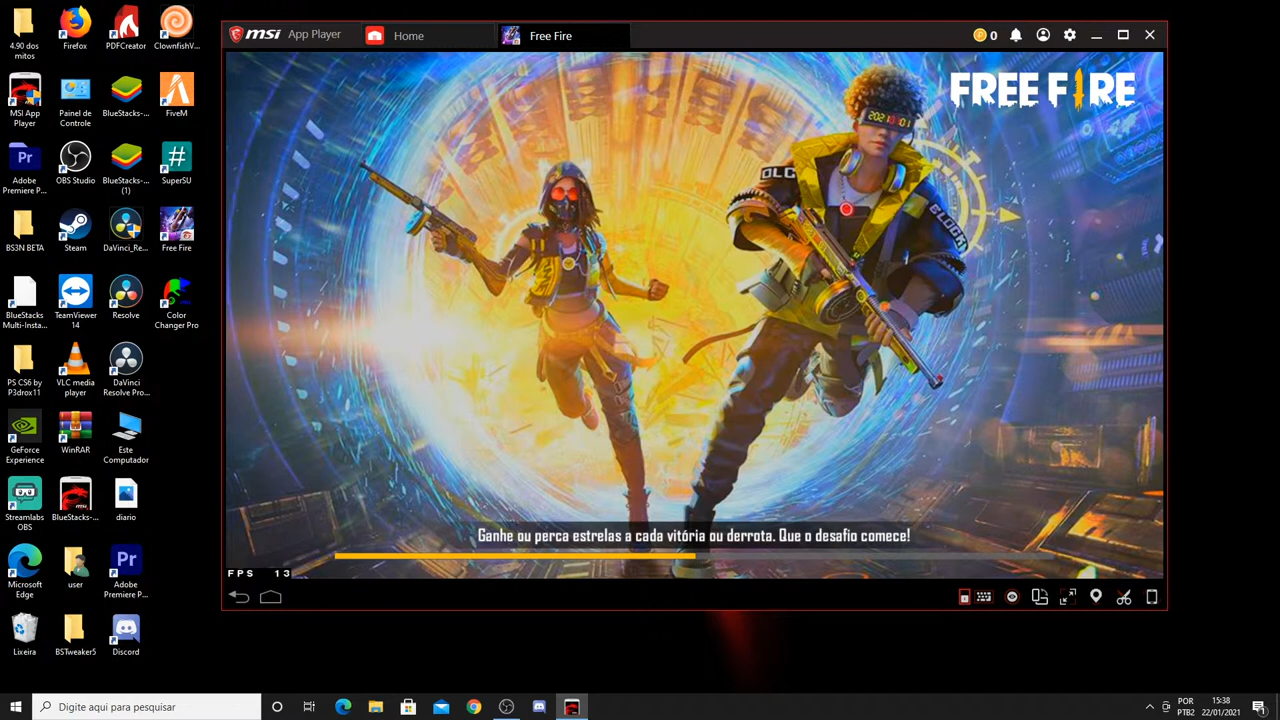 4.90 dos
mitos
Firefox
PDFCreator
ClownfishV...
MSI App
Player
Painel de
Controle
BlueStacks-...
FiveM
Adobe
Premiere P...
OBS Studio
BlueStacks-...
(1)
SuperSU
BS3N BETA
Steam
DaVinci_Re...
Free Fire
BlueStacks
Multi-Insta...
TeamViewer
14
Resolve
Color
Changer Pro
PS CS6 by
P3drox11
VLC media
player
DaVinci
Resolve Pro...
GeForce
Experience
WinRAR
Este
Computador
Streamlabs
OBS
BlueStacks-...
diario
Microsoft
Edge
user
Adobe
Premiere P...
Lixeira
BSTweaker5
Discord
msi App Player
Home
Free Fire
0
FREE FIRE
BLOCK
Ganhe ou perca estrelas a cada vitória ou derrota. Que o desafio comece!
FPS 13
Digite aqui para pesquisar
POR
PTB2
15:38
22/01/2021
1